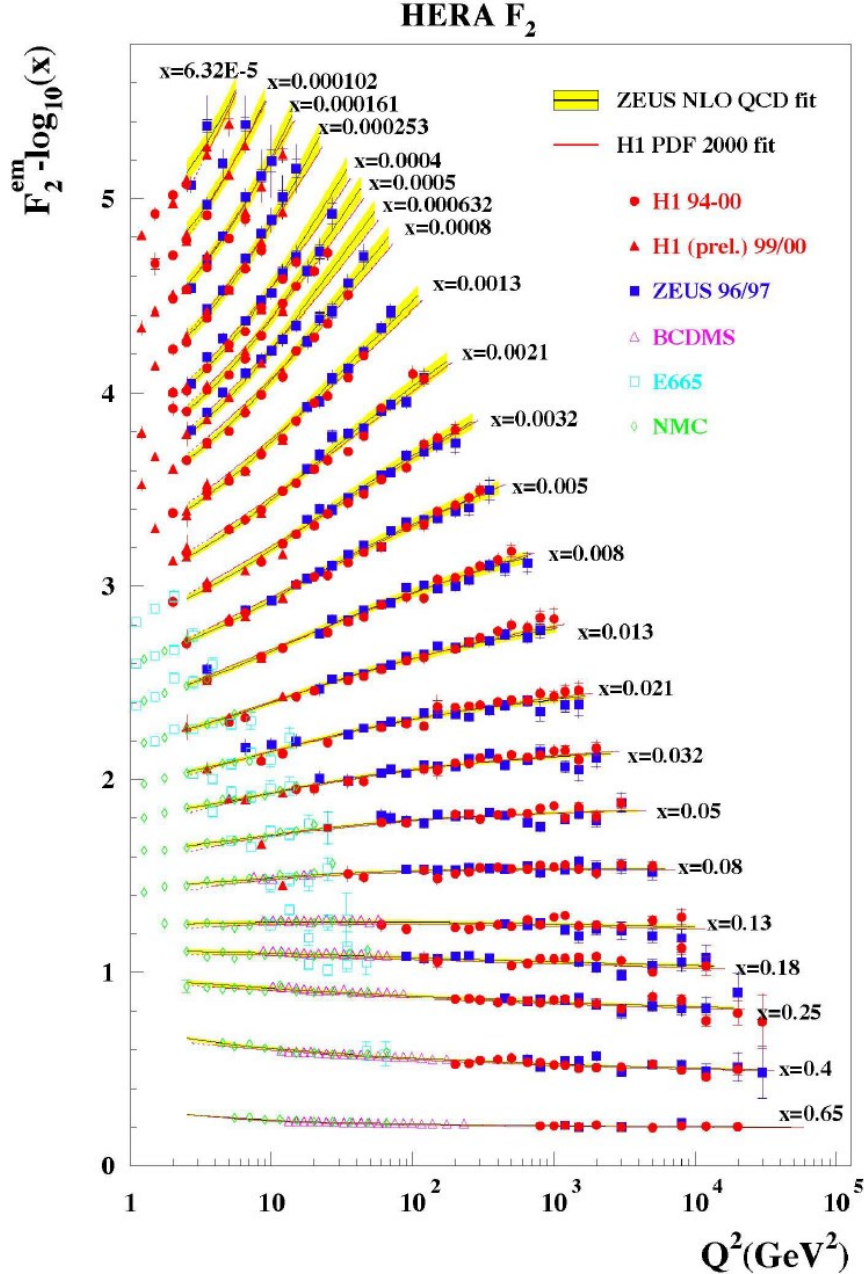 HERA F₂
F₂ᵉᵐ-log₁₀(x)
x=6.32E-5
x=0.000102
x=0.000161
x=0.000253
x=0.0004
x=0.0005
x=0.000632
x=0.0008
x=0.0013
x=0.0021
x=0.0032
x=0.005
x=0.008
x=0.013
x=0.021
x=0.032
x=0.05
x=0.08
x=0.13
x=0.18
x=0.25
x=0.4
x=0.65
ZEUS NLO QCD fit
H1 PDF 2000 fit
H1 94-00
H1 (prel.) 99/00
ZEUS 96/97
BCDMS
E665
NMC
5
4
3
2
1
0
1 10 10² 10³ 10⁴ 10⁵
Q²(GeV²)